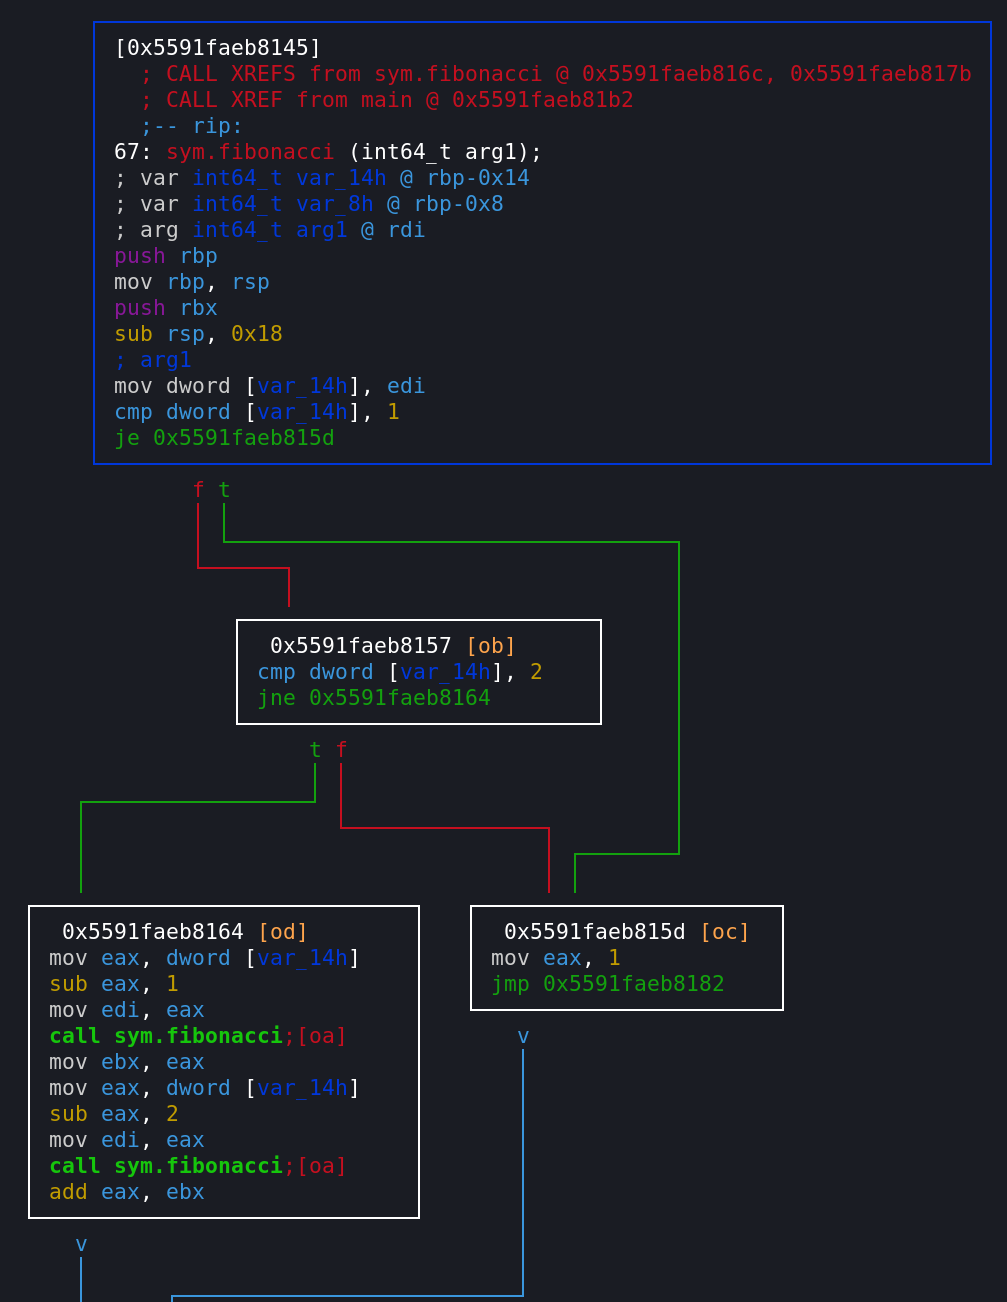 [0x5591faeb8145]
; CALL XREFS from sym.fibonacci @ 0x5591faeb816c, 0x5591faeb817b
; CALL XREF from main @ 0x5591faeb81b2
;-- rip:
67: sym.fibonacci (int64_t arg1);
; var int64_t var_14h @ rbp-0x14
; var int64_t var_8h @ rbp-0x8
; arg int64_t arg1 @ rdi
push rbp
mov rbp, rsp
push rbx
sub rsp, 0x18
; arg1
mov dword [var_14h], edi
cmp dword [var_14h], 1
je 0x5591faeb815d
f t
0x5591faeb8157 [ob]
cmp dword [var_14h], 2
jne 0x5591faeb8164
t f
0x5591faeb8164 [od]
mov eax, dword [var_14h]
sub eax, 1
mov edi, eax
call sym.fibonacci;[oa]
mov ebx, eax
mov eax, dword [var_14h]
sub eax, 2
mov edi, eax
call sym.fibonacci;[oa]
add eax, ebx
v
0x5591faeb815d [oc]
mov eax, 1
jmp 0x5591faeb8182
v